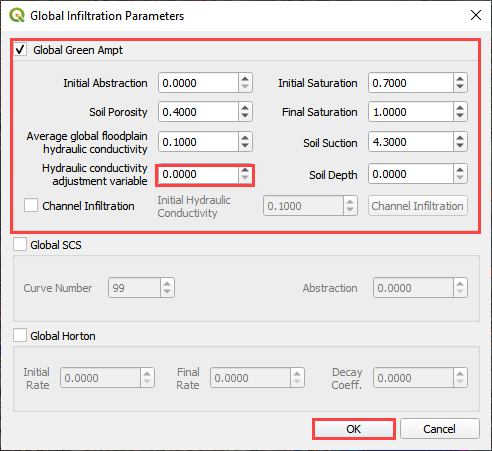 Global Infiltration Parameters
Global Green Ampt
Initial Abstraction 0.0000 Initial Saturation 0.7000
Soil Porosity 0.4000 Final Saturation 1.0000
Average global floodplain
hydraulic conductivity 0.1000 Soil Suction 4.3000
Hydraulic conductivity
adjustment variable 0.0000 Soil Depth 0.0000
Channel Infiltration Initial Hydraulic
Conductivity 0.1000 Channel Infiltration
Global SCS
Curve Number 99 Abstraction 0.0000
Global Horton
Initial
Rate 0.0000 Final
Rate 0.0000 Decay
Coeff. 0.0000
OK Cancel